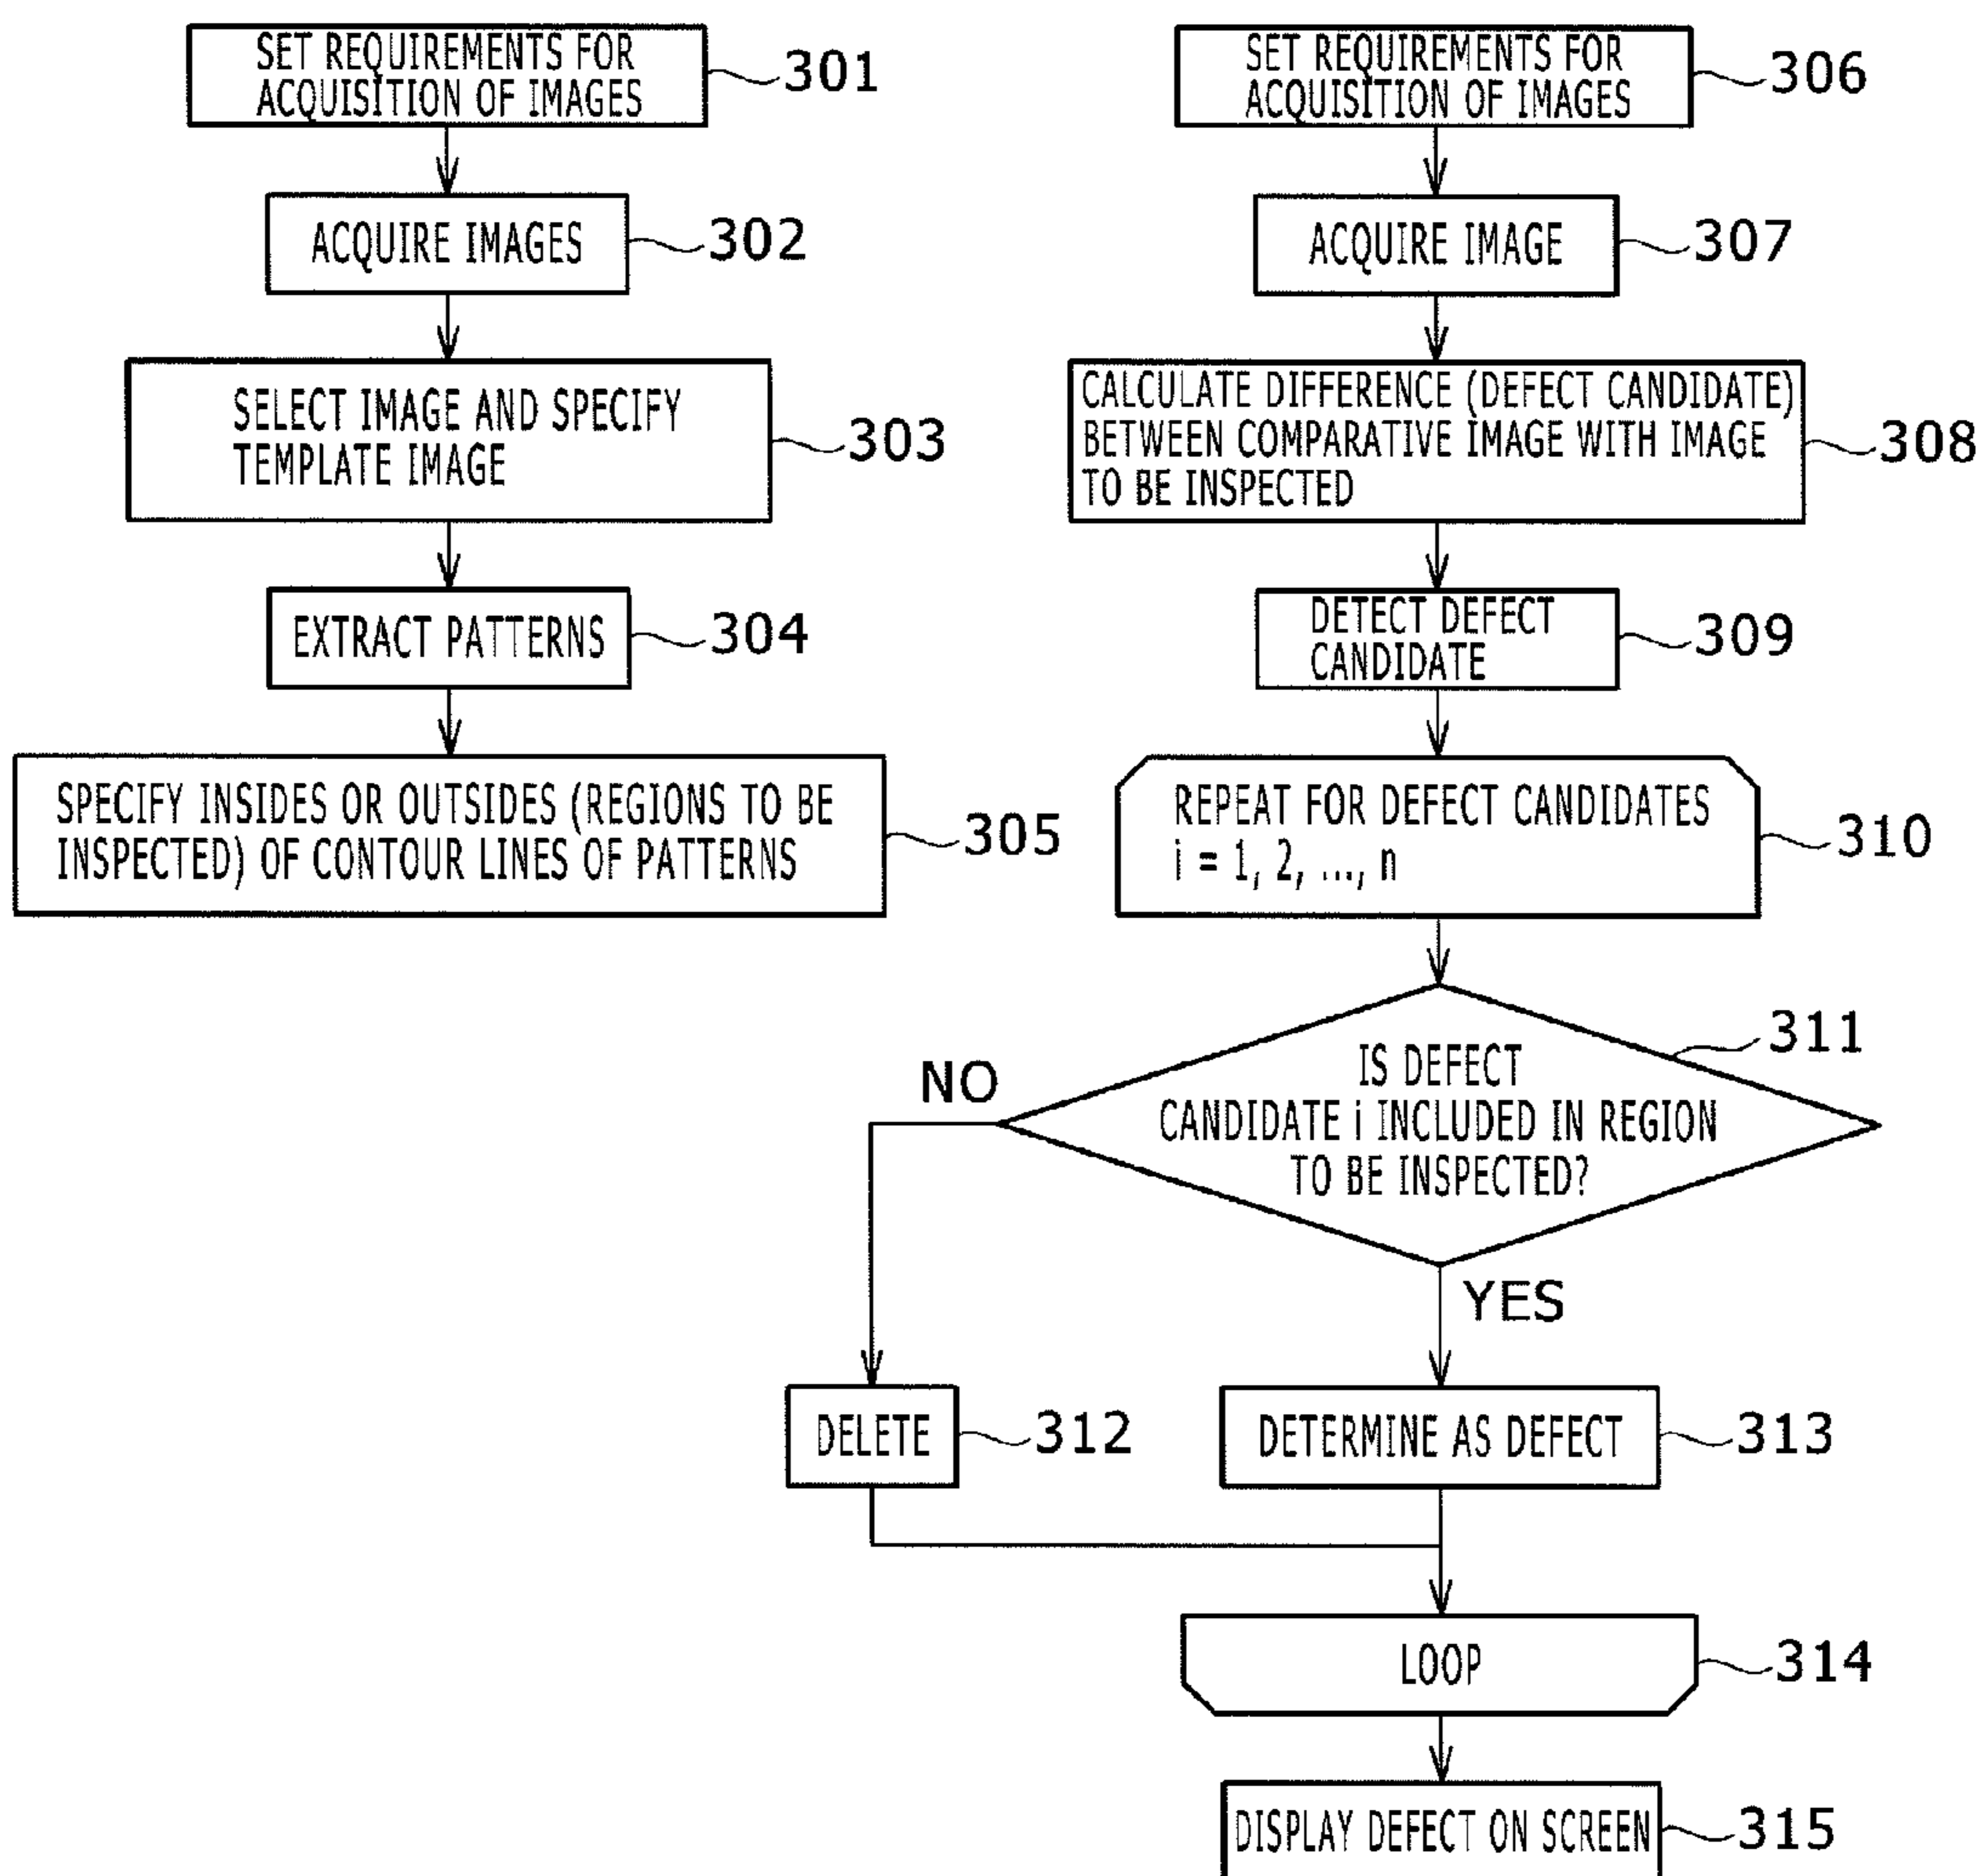 SET REQUIREMENTS FOR
ACQUISITION OF IMAGES
301
ACQUIRE IMAGES
302
SELECT IMAGE AND SPECIFY
TEMPLATE IMAGE
303
EXTRACT PATTERNS
304
SPECIFY INSIDES OR OUTSIDES (REGIONS TO BE
INSPECTED) OF CONTOUR LINES OF PATTERNS
305
SET REQUIREMENTS FOR
ACQUISITION OF IMAGES
306
ACQUIRE IMAGE
307
CALCULATE DIFFERENCE (DEFECT CANDIDATE)
BETWEEN COMPARATIVE IMAGE WITH IMAGE
TO BE INSPECTED
308
DETECT DEFECT
CANDIDATE
309
REPEAT FOR DEFECT CANDIDATES
i = 1, 2, ..., n
310
IS DEFECT
CANDIDATE i INCLUDED IN REGION
TO BE INSPECTED?
311
NO
YES
DELETE
312
DETERMINE AS DEFECT
313
LOOP
314
DISPLAY DEFECT ON SCREEN
315